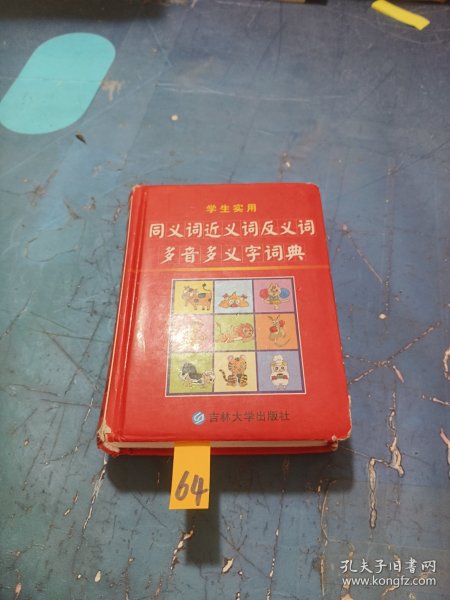 学生实用
同义词近义词反义词
多音多义字词典
吉林大学出版社
64
孔夫子旧书网
www.kongfz.com